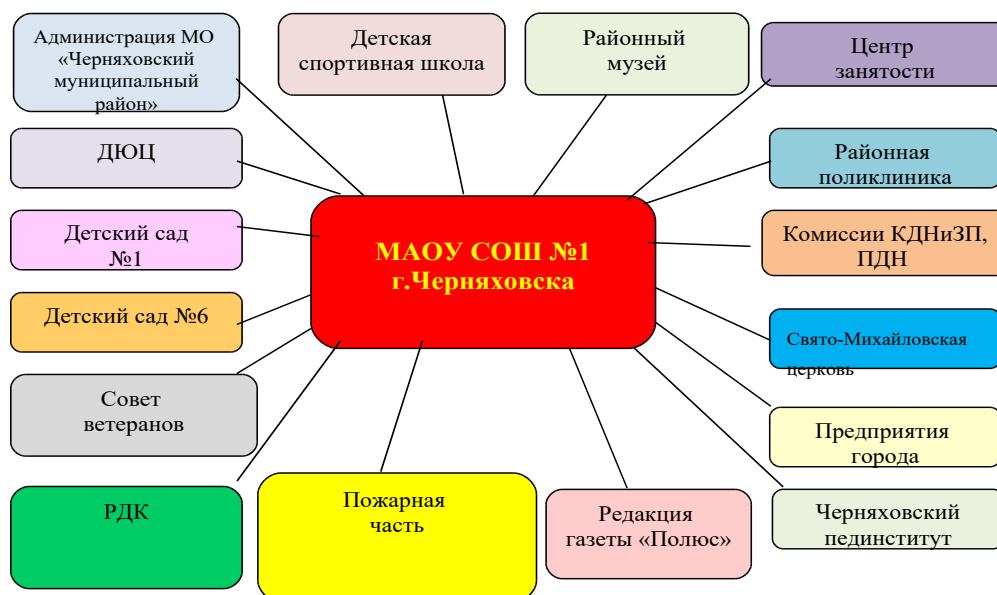 Администрация МО
«Черняховский
муниципальный
район»
Детская
спортивная школа
Районный
музей
Центр
занятости
ДЮЦ
Районная
поликлиника
Детский сад
№1
МАОУ СОШ №1
г.Черняховска
Комиссии КДНиЗП,
ПДН
Детский сад №6
Свято-Михайловская
церковь
Совет
ветеранов
Предприятия
города
РДК
Пожарная
часть
Редакция
газеты «Полюс»
Черняховский
пединститут